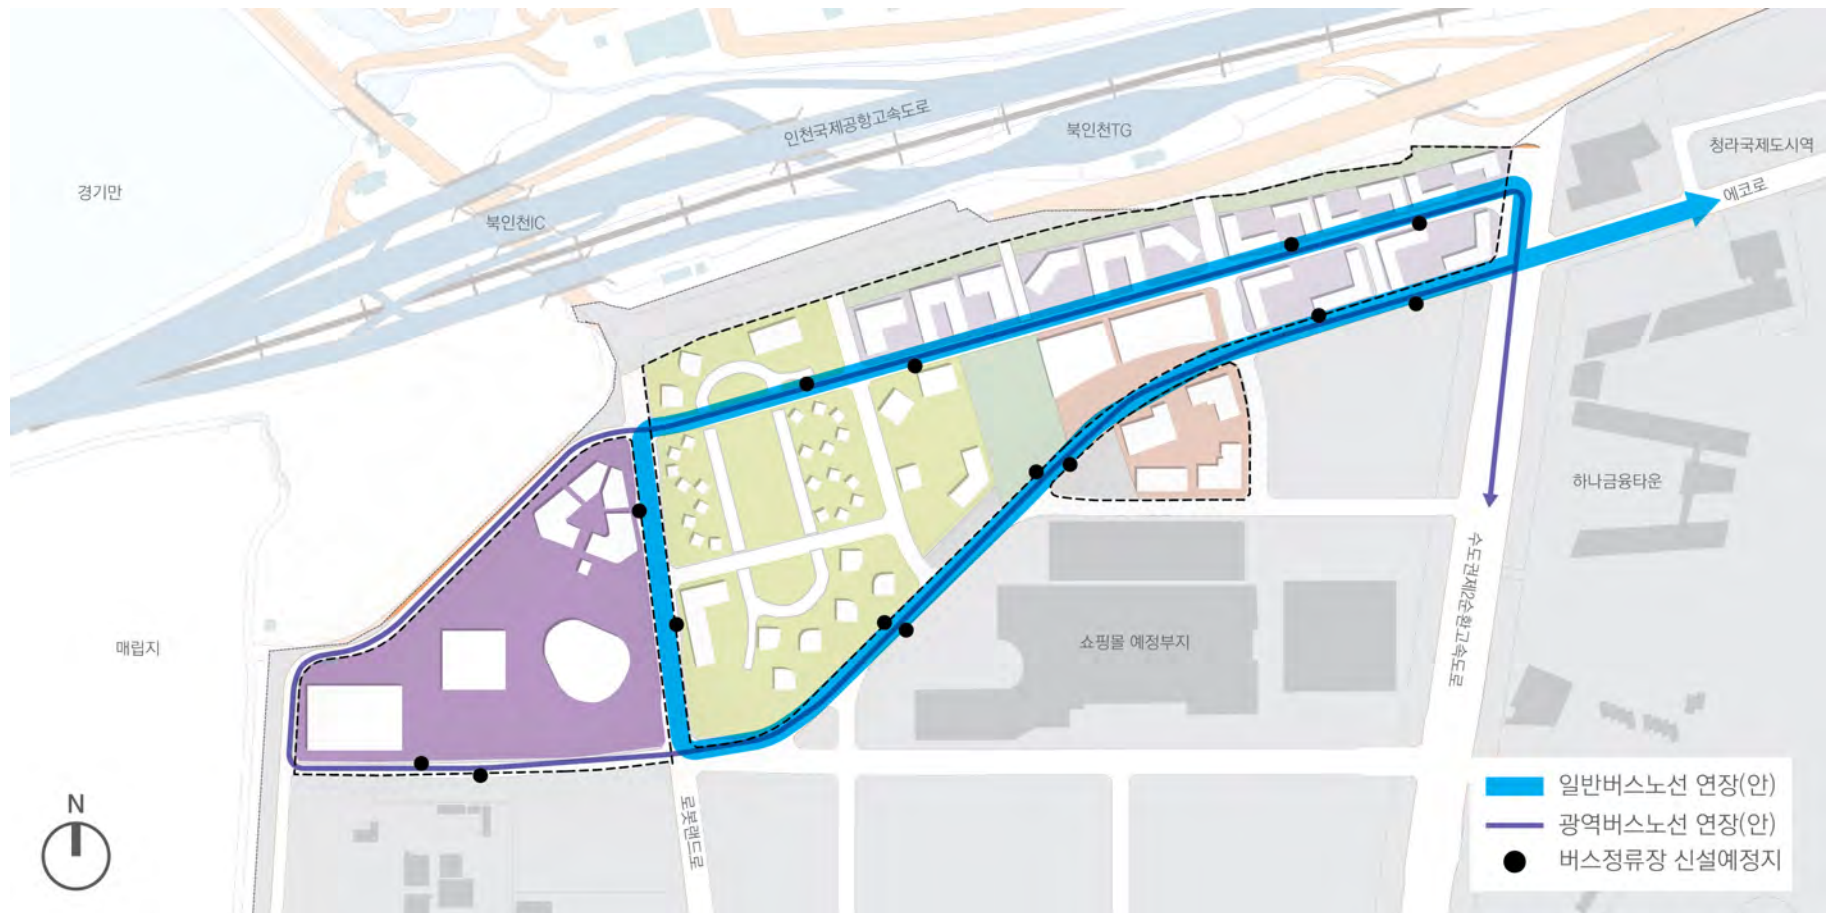 인천국제공항고속도로
북인천TG
청라국제도시역
경기만
에코로
북인천IC
하나금융타운
수도권제2순환고속도로
매립지
쇼핑몰 예정부지
로봇랜드로
N
일반버스노선 연장(안)
광역버스노선 연장(안)
버스정류장 신설예정지